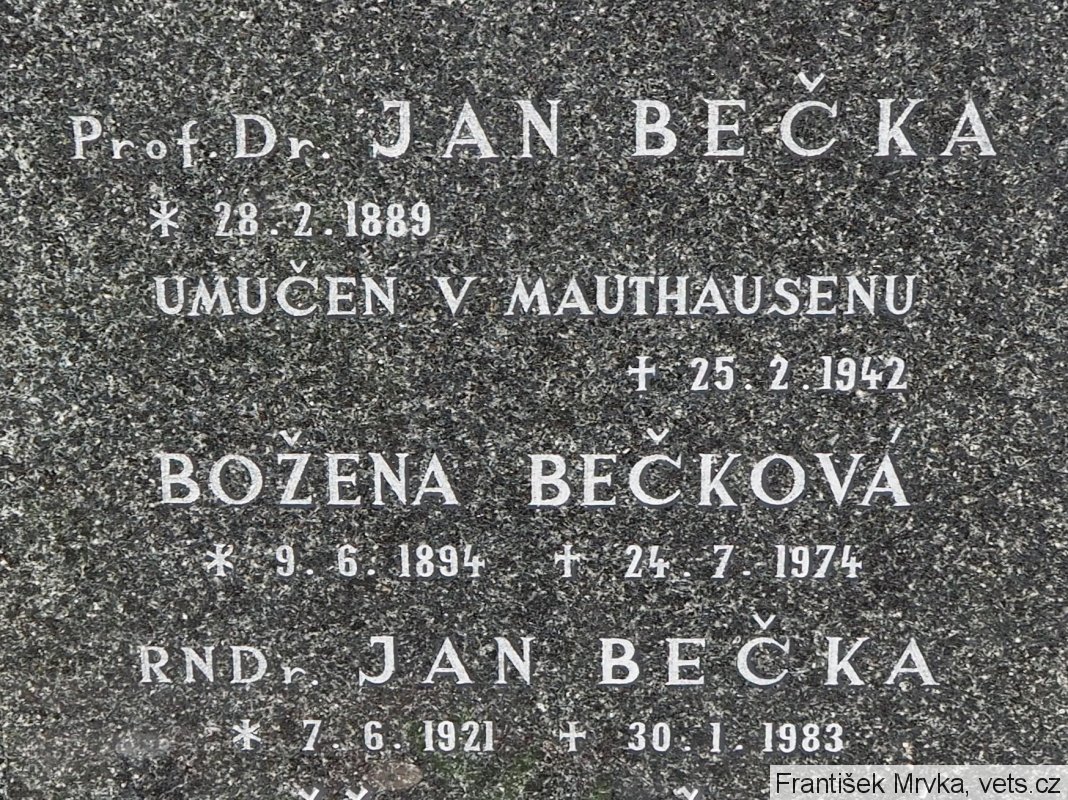 Prof. Dr. JAN BEČKA
* 28. 2. 1889
UMUČEN V MAUTHAUSENU
† 25. 2. 1942
BOŽENA BEČKOVÁ
* 9. 6. 1894 † 24. 7. 1974
RNDr. JAN BEČKA
* 7. 6. 1921 † 30. 1. 1983
František Mrvka, vets.cz